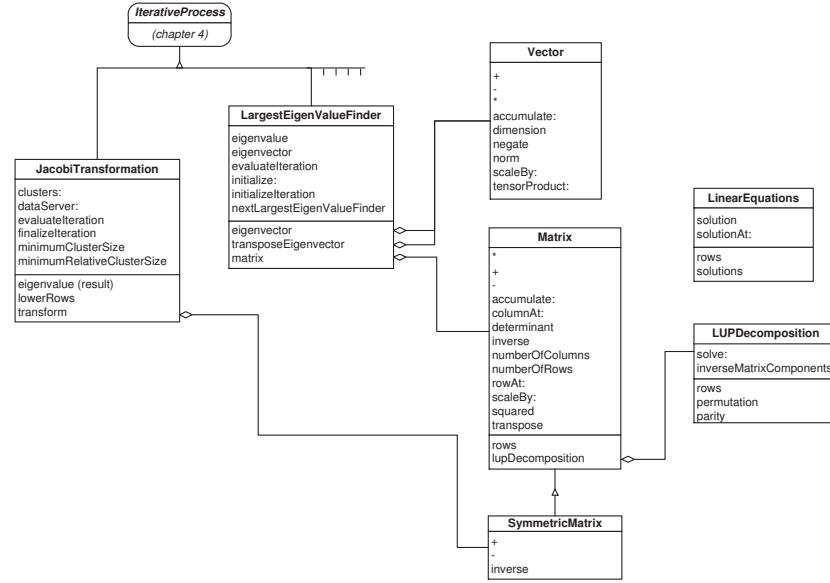 IterativeProcess
(chapter 4)
LargestEigenValueFinder
eigenvalue
eigenvector
evaluateIteration
initialize:
initializeIteration
nextLargestEigenValueFinder
eigenvector
transposeEigenvector
matrix
JacobiTransformation
clusters:
dataServer:
evaluateIteration
finalizeIteration
minimumClusterSize
minimumRelativeClusterSize
eigenvalue (result)
lowerRows
transform
Vector
+
-
*
accumulate:
dimension
negate
norm
scaleBy:
tensorProduct:
Matrix
*
+
-
accumulate:
columnAt:
determinant
inverse
numberOfColumns
numberOfRows
rowAt:
scaleBy:
squared
transpose
rows
lupDecomposition
SymmetricMatrix
+
-
inverse
LinearEquations
solution
solutionAt:
rows
solutions
LUPDecomposition
solve:
inverseMatrixComponents
rows
permutation
parity